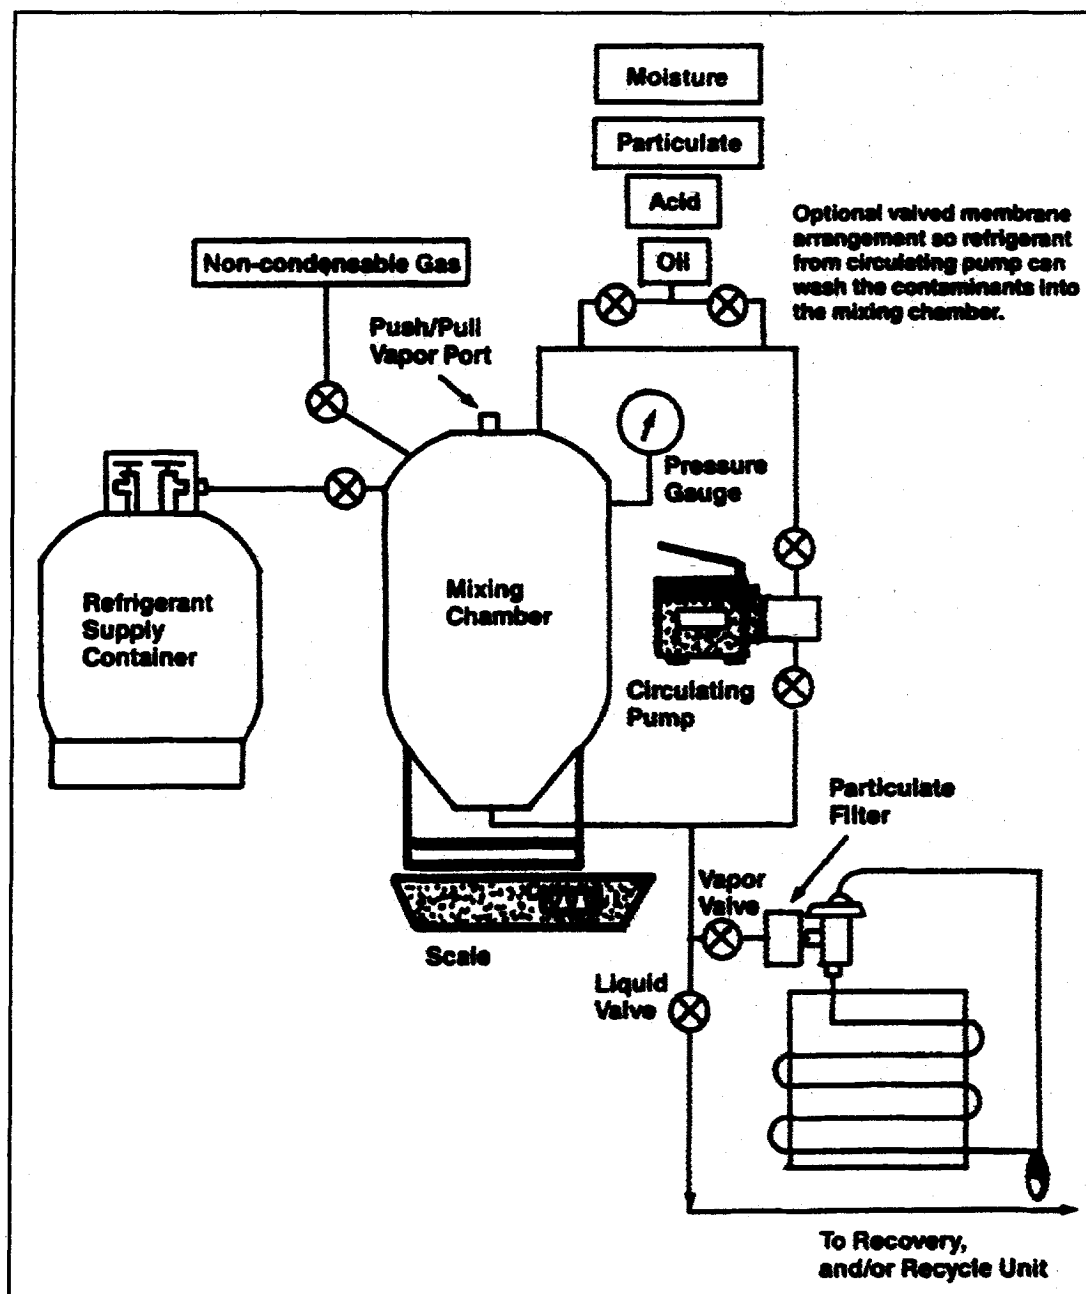 Moisture
Particulate
Acid
Oil
Optional valved membrane
arrangement so refrigerant
from circulating pump can
wash the contaminants into
the mixing chamber.
Non-condensable Gas
Push/Pull
Vapor Port
Pressure
Gauge
Refrigerant
Supply
Container
Mixing
Chamber
Circulating
Pump
Particulate
Filter
Vapor
Valve
Scale
Liquid
Valve
To Recovery,
and/or Recycle Unit